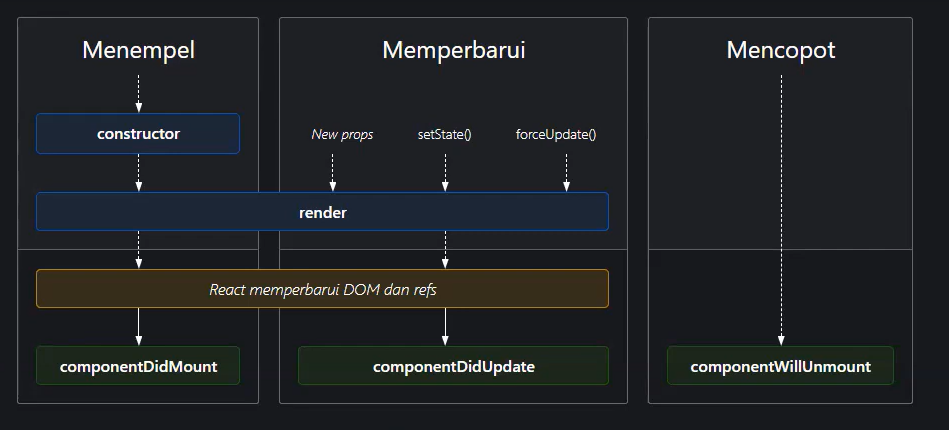 Menempel
Memperbarui
Mencopot
constructor
New props
setState()
forceUpdate()
render
React memperbarui DOM dan refs
componentDidMount
componentDidUpdate
componentWillUnmount